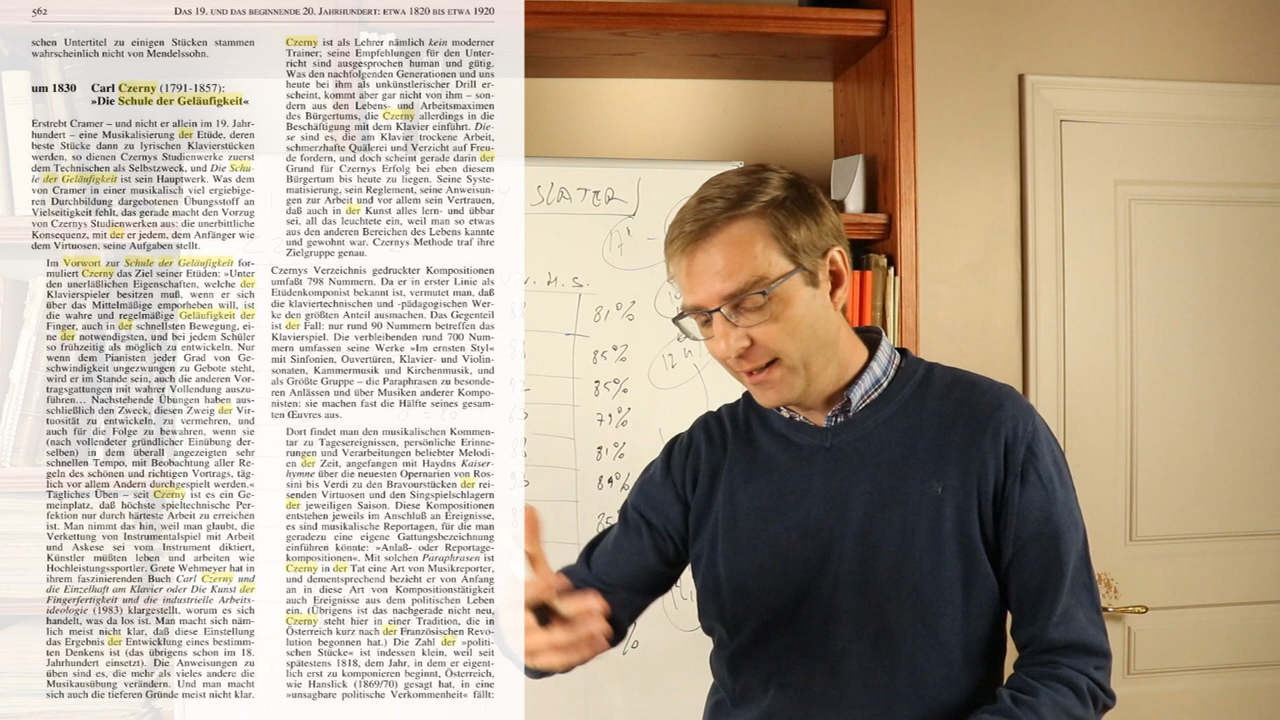 562 DAS 19. UND DAS BEGINNENDE 20. JAHRHUNDERT: ETWA 1820 BIS ETWA 1920
schen Untertitel zu einigen Stücken stammen
wahrscheinlich nicht von Mendelssohn.
um 1830 Carl Czerny (1791-1857):
»Die Schule der Geläufigkeit«
Erstrebt Cramer – und nicht er allein im 19. Jahr-
hundert – eine Musikalisierung der Etüde, deren
beste Stücke dann zu lyrischen Klavierstücken
werden, so dienen Czernys Studienwerke zuerst
dem Technischen als Selbstzweck, und Die Schu-
le der Geläufigkeit ist sein Hauptwerk. Was dem
von Cramer in einer musikalisch viel ergiebige-
ren Durchbildung dargebotenen Übungsstoff an
Vielseitigkeit fehlt, das gerade macht den Vorzug
von Czernys Studienwerken aus: die unerbittliche
Konsequenz, mit der er jedem, dem Anfänger wie
dem Virtuosen, seine Aufgaben stellt.
Im Vorwort zur Schule der Geläufigkeit for-
muliert Czerny das Ziel seiner Etüden: »Unter
den unerläßlichen Eigenschaften, welche der
Klavierspieler besitzen muß, wenn er sich
über das Mittelmäßige emporheben will, ist
die wahre und regelmäßige Geläufigkeit der
Finger, auch in der schnellsten Bewegung, ei-
ne der notwendigsten, und bei jedem Schüler
so frühzeitig als möglich zu entwickeln. Nur
wenn dem Pianisten jeder Grad von Ge-
schwindigkeit ungezwungen zu Gebote steht,
wird er im Stande sein, auch die anderen Vor-
tragsgattungen mit wahrer Vollendung auszu-
führen... Nachstehende Übungen haben aus-
schließlich den Zweck, diesen Zweig der Vir-
tuosität zu entwickeln, zu vermehren, und
auch für die Folge zu bewahren, wenn sie
(nach vollendeter gründlicher Einübung der-
selben) in dem überall angezeigten sehr
schnellen Tempo, mit Beobachtung aller Re-
geln des schönen und richtigen Vortrags, täg-
lich vor allem Andern durchgespielt werden.«
Tägliches Üben – seit Czerny ist es ein Ge-
meinplatz, daß höchste spieltechnische Per-
fektion nur durch härteste Arbeit zu erreichen
ist. Man nimmt das hin, weil man glaubt, die
Verkettung von Instrumentalspiel mit Arbeit
und Askese sei vom Instrument diktiert,
Künstler müßten leben und arbeiten wie
Hochleistungssportler. Grete Wehmeyer hat in
ihrem faszinierenden Buch Carl Czerny und
die Einzelhaft am Klavier oder Die Kunst der
Fingerfertigkeit und die industrielle Arbeits-
ideologie (1983) klargestellt, worum es sich
handelt, was da los ist. Man macht sich näm-
lich meist nicht klar, daß diese Einstellung
das Ergebnis der Entwicklung eines bestimm-
ten Denkens ist (das übrigens schon im 18.
Jahrhundert einsetzt). Die Anweisungen zu
üben sind es, die mehr als vieles andere die
Musikausübung verändern. Und man macht
sich auch die tieferen Gründe meist nicht klar.
Czerny ist als Lehrer nämlich kein moderner
Trainer; seine Empfehlungen für den Unter-
richt sind ausgesprochen human und gütig.
Was den nachfolgenden Generationen und uns
heute bei ihm als unkünstlerischer Drill er-
scheint, kommt aber gar nicht von ihm – son-
dern aus den Lebens- und Arbeitsmaximen
des Bürgertums, die Czerny allerdings in die
Beschäftigung mit dem Klavier einführt. Die-
se sind es, die am Klavier trockene Arbeit,
schmerzhafte Quälerei und Verzicht auf Freu-
de fordern, und doch scheint gerade darin der
Grund für Czernys Erfolg bei eben diesem
Bürgertum bis heute zu liegen. Seine Syste-
matisierung, sein Reglement, seine Anweisun-
gen zur Arbeit und vor allem sein Vertrauen,
daß auch in der Kunst alles lern- und übbar
sei, all das leuchtete ein, weil man so etwas
aus den anderen Bereichen des Lebens kannte
und gewohnt war. Czernys Methode traf ihre
Zielgruppe genau.
Czernys Verzeichnis gedruckter Kompositionen
umfaßt 798 Nummern. Da er in erster Linie als
Etüdenkomponist bekannt ist, vermutet man, daß
die klaviertechnischen und -pädagogischen Wer-
ke den größten Anteil ausmachen. Das Gegenteil
ist der Fall: nur rund 90 Nummern betreffen das
Klavierspiel. Die verbleibenden rund 700 Num-
mern umfassen seine Werke »Im ernsten Styl«
mit Sinfonien, Ouvertüren, Klavier- und Violin-
sonaten, Kammermusik und Kirchenmusik, und
als Größte Gruppe – die Paraphrasen zu besonde-
ren Anlässen und über Musiken anderer Kompo-
nisten: sie machen fast die Hälfte seines gesam-
ten Œuvres aus.
Dort findet man den musikalischen Kommen-
tar zu Tagesereignissen, persönliche Erinne-
rungen und Verarbeitungen beliebter Melodi-
en der Zeit, angefangen mit Haydns Kaiser-
hymne über die neuesten Opernarien von Ros-
sini bis Verdi zu den Bravourstücken der rei-
senden Virtuosen und den Singspielschlagern
der jeweiligen Saison. Diese Kompositionen
entstehen jeweils im Anschluß an Ereignisse,
es sind musikalische Reportagen, für die man
geradezu eine eigene Gattungsbezeichnung
einführen könnte: »Anlaß- oder Reportage-
kompositionen«. Mit solchen Paraphrasen ist
Czerny in der Tat eine Art von Musikreporter,
und dementsprechend bezieht er von Anfang
an in diese Art von Kompositionstätigkeit
auch Ereignisse aus dem politischen Leben
ein. (Übrigens ist das nachgerade nicht neu,
Czerny steht hier in einer Tradition, die in
Österreich kurz nach der Französischen Revo-
lution begonnen hat.) Die Zahl der »politi-
schen Stücke« ist indessen klein, weil seit
spätestens 1818, dem Jahr, in dem er eigent-
lich erst zu komponieren beginnt, Österreich,
wie Hanslick (1869/70) gesagt hat, in eine
»unsagbare politische Verkommenheit« fällt:
SLATER
H.S.
81%
85%
85%
79%
81%
89%